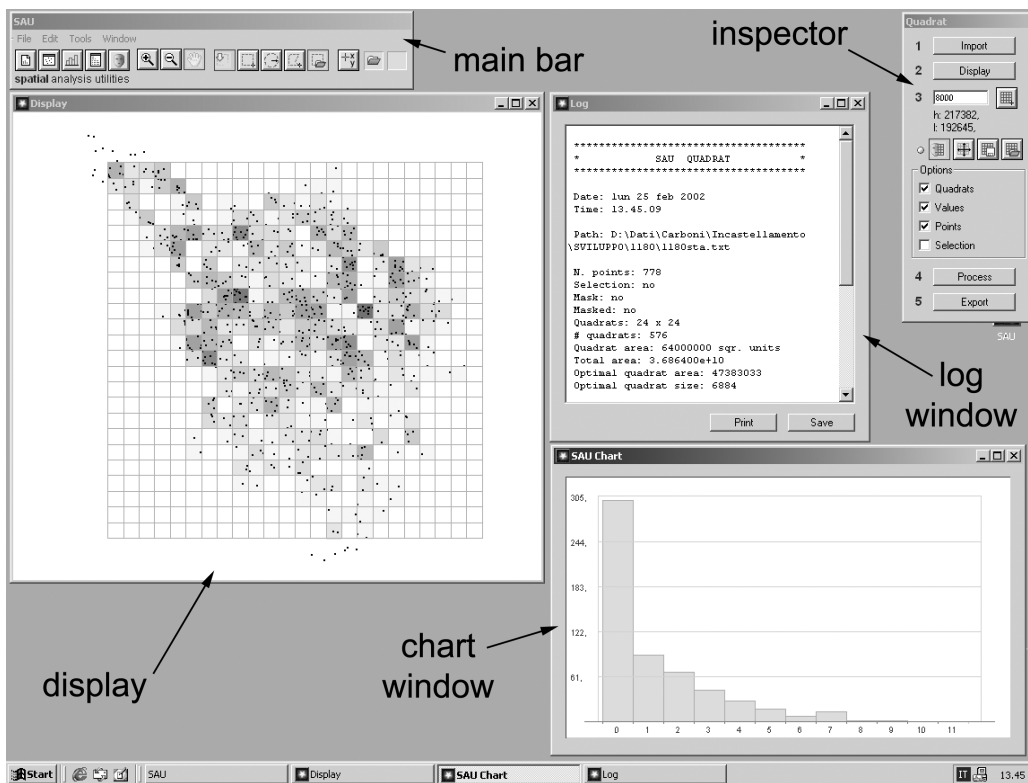 SAU
File Edit Tools Window
spatial analysis utilities
main bar
inspector
Quadrat
1 Import
2 Display
3 8000
h: 217382,
l: 192645,
Options
Quadrats
Values
Points
Selection
4 Process
5 Export
SAU
Display
Log
****************************************
* SAU QUADRAT *
****************************************
Date: lun 25 feb 2002
Time: 13.45.09
Path: D:\Dati\Carboni\Incastellamento
\SVILUPPO\1180\1180sta.txt
N. points: 778
Selection: no
Mask: no
Masked: no
Quadrats: 24 x 24
# quadrats: 576
Quadrat area: 64000000 sqr. units
Total area: 3.686400e+10
Optimal quadrat area: 47383033
Optimal quadrat size: 6884
Print Save
log
window
SAU Chart
305,
244,
183,
122,
61,
0 1 2 3 4 5 6 7 8 9 10 11
chart
window
display
Start SAU Display SAU Chart Log IT 13.45